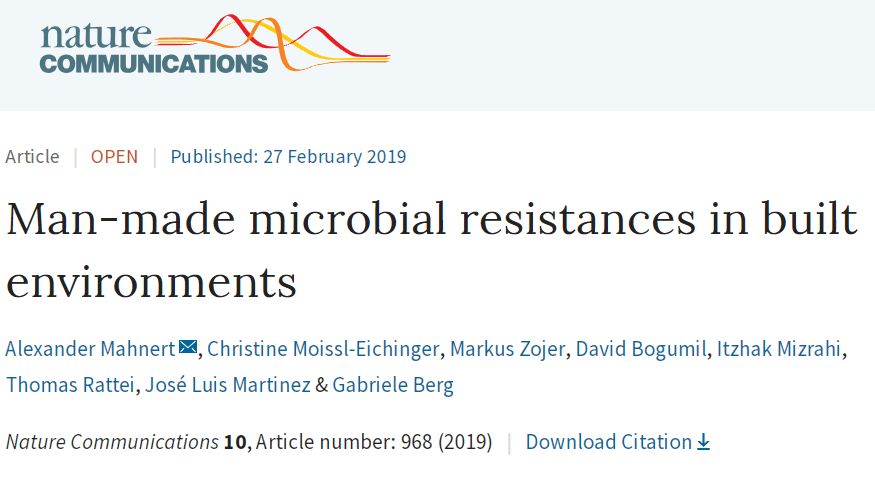 nature
COMMUNICATIONS
Article | OPEN | Published: 27 February 2019
Man-made microbial resistances in built
environments
Alexander Mahnert, Christine Moissl-Eichinger, Markus Zojer, David Bogumil, Itzhak Mizrahi,
Thomas Rattei, José Luis Martinez & Gabriele Berg
Nature Communications 10, Article number: 968 (2019) | Download Citation